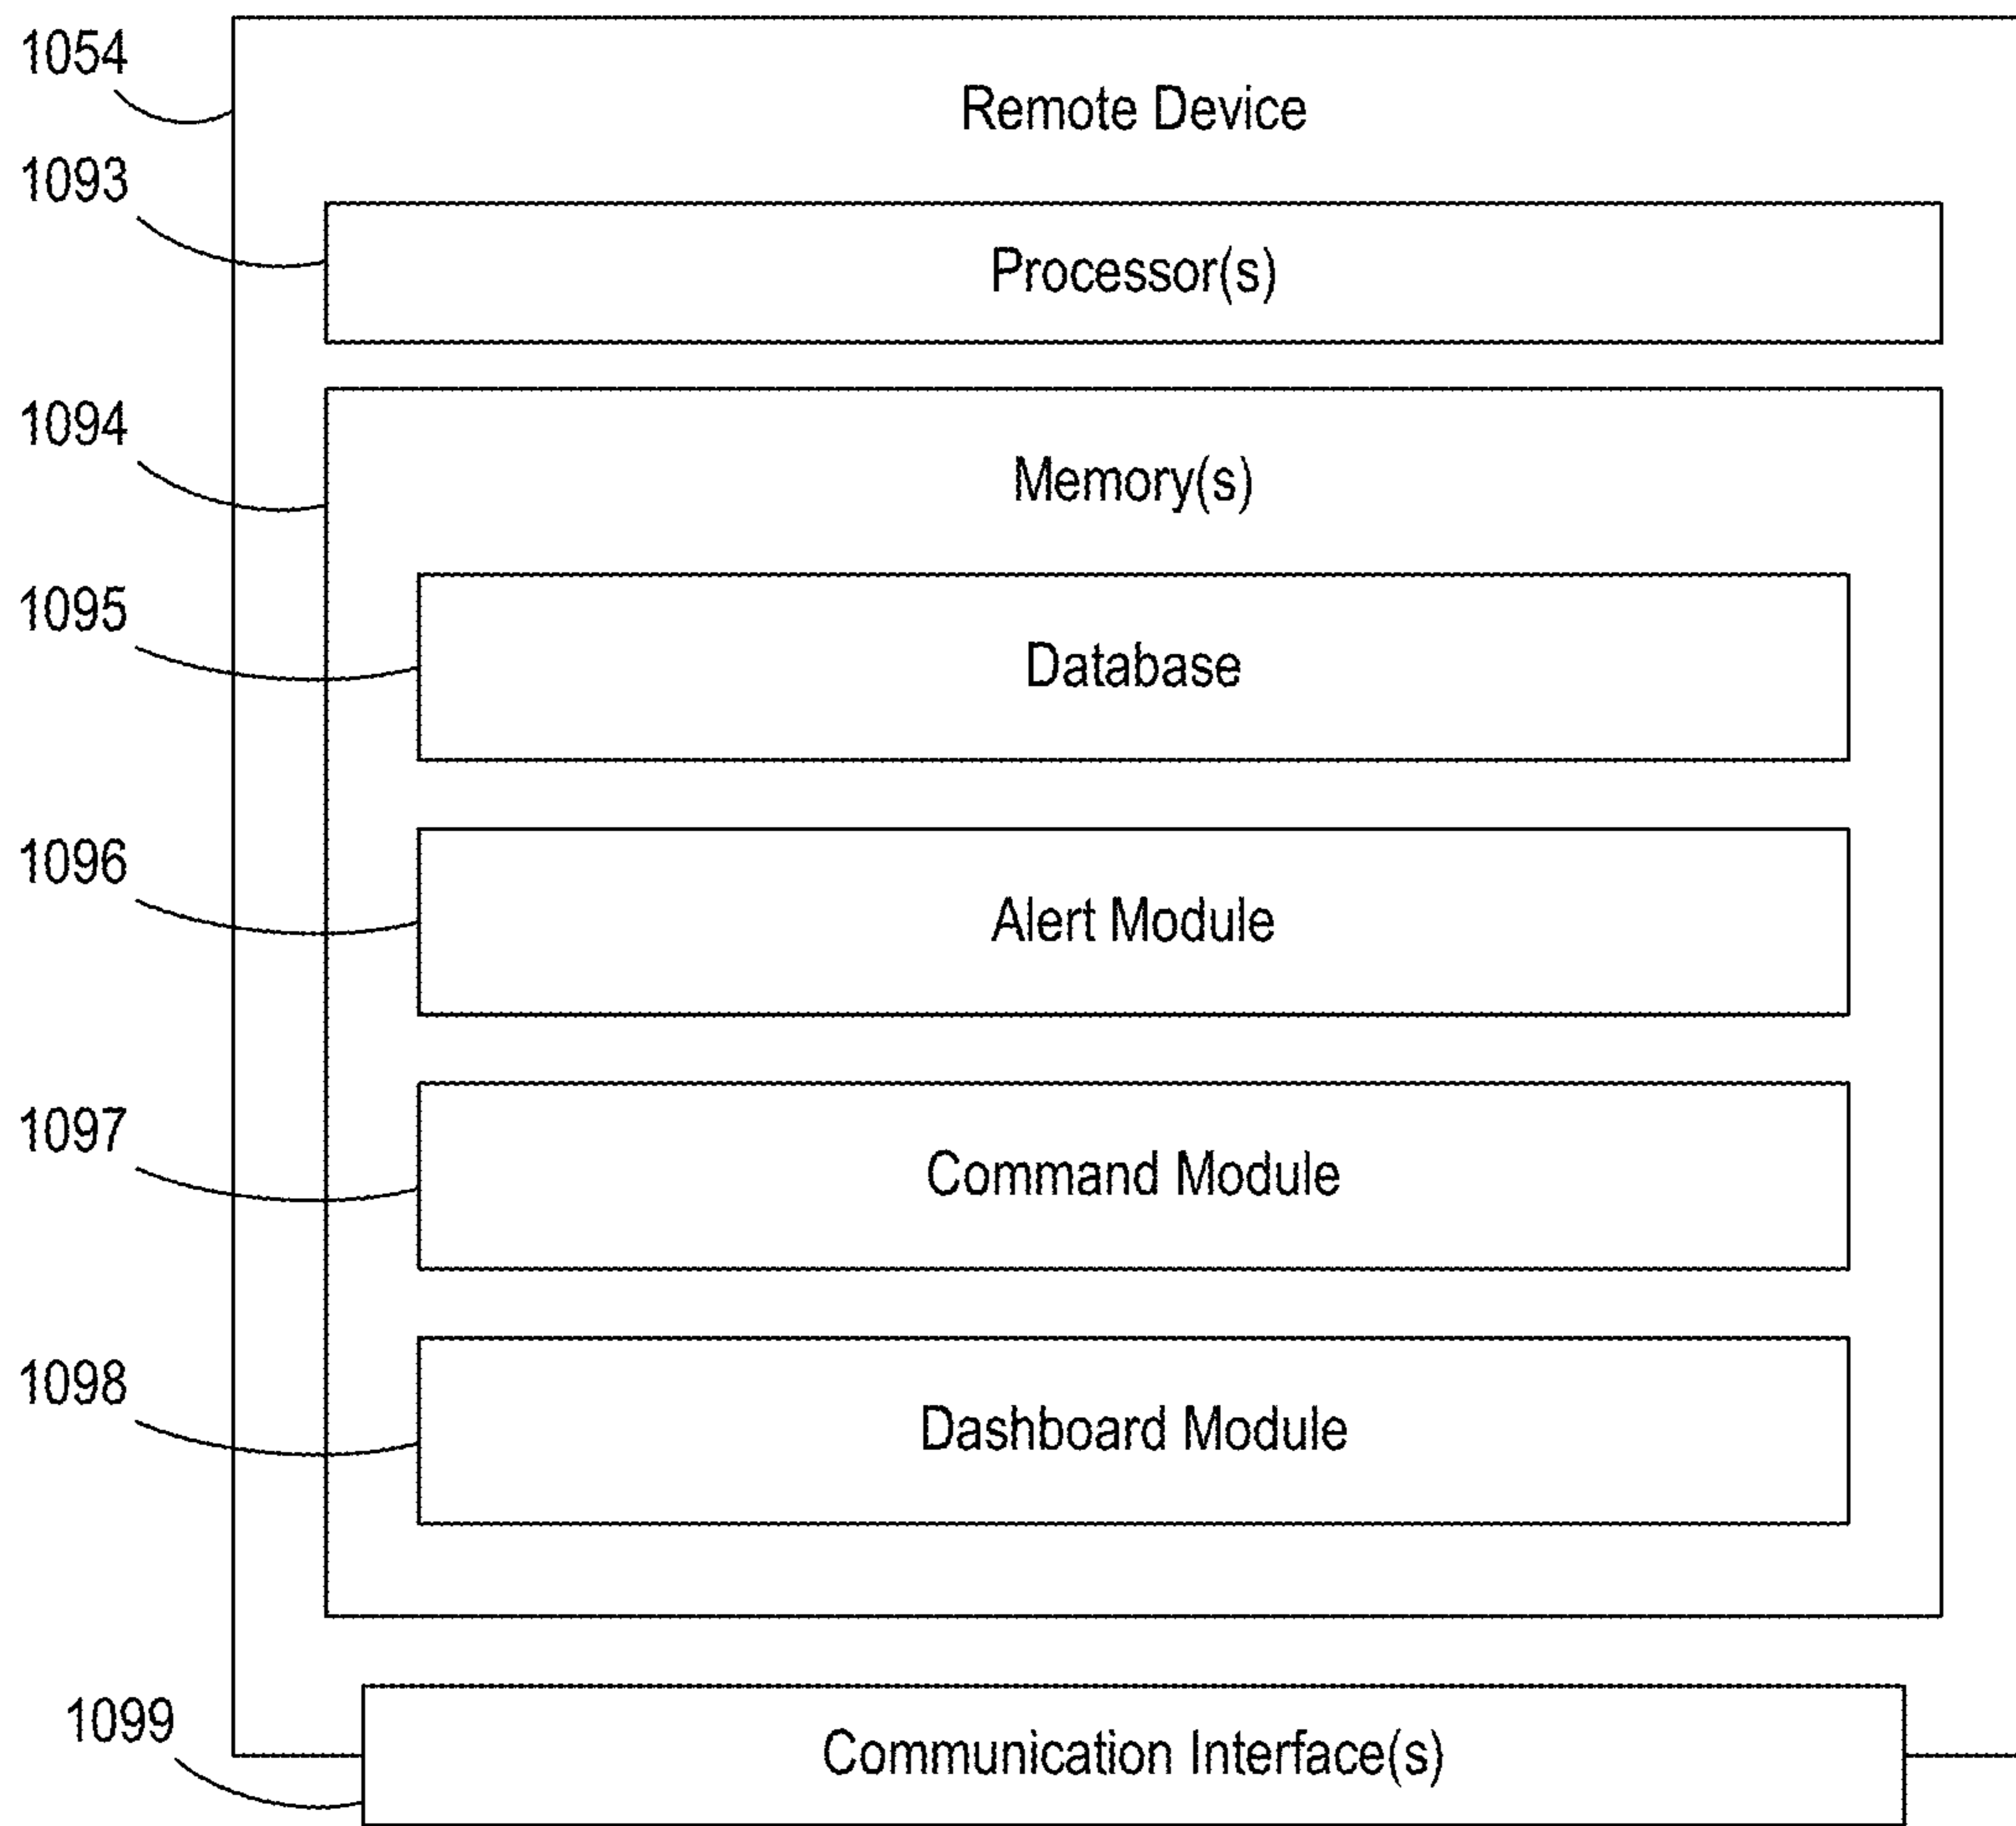 1054
Remote Device
1093
Processor(s)
1094
Memory(s)
1095
Database
1096
Alert Module
1097
Command Module
1098
Dashboard Module
1099
Communication Interface(s)